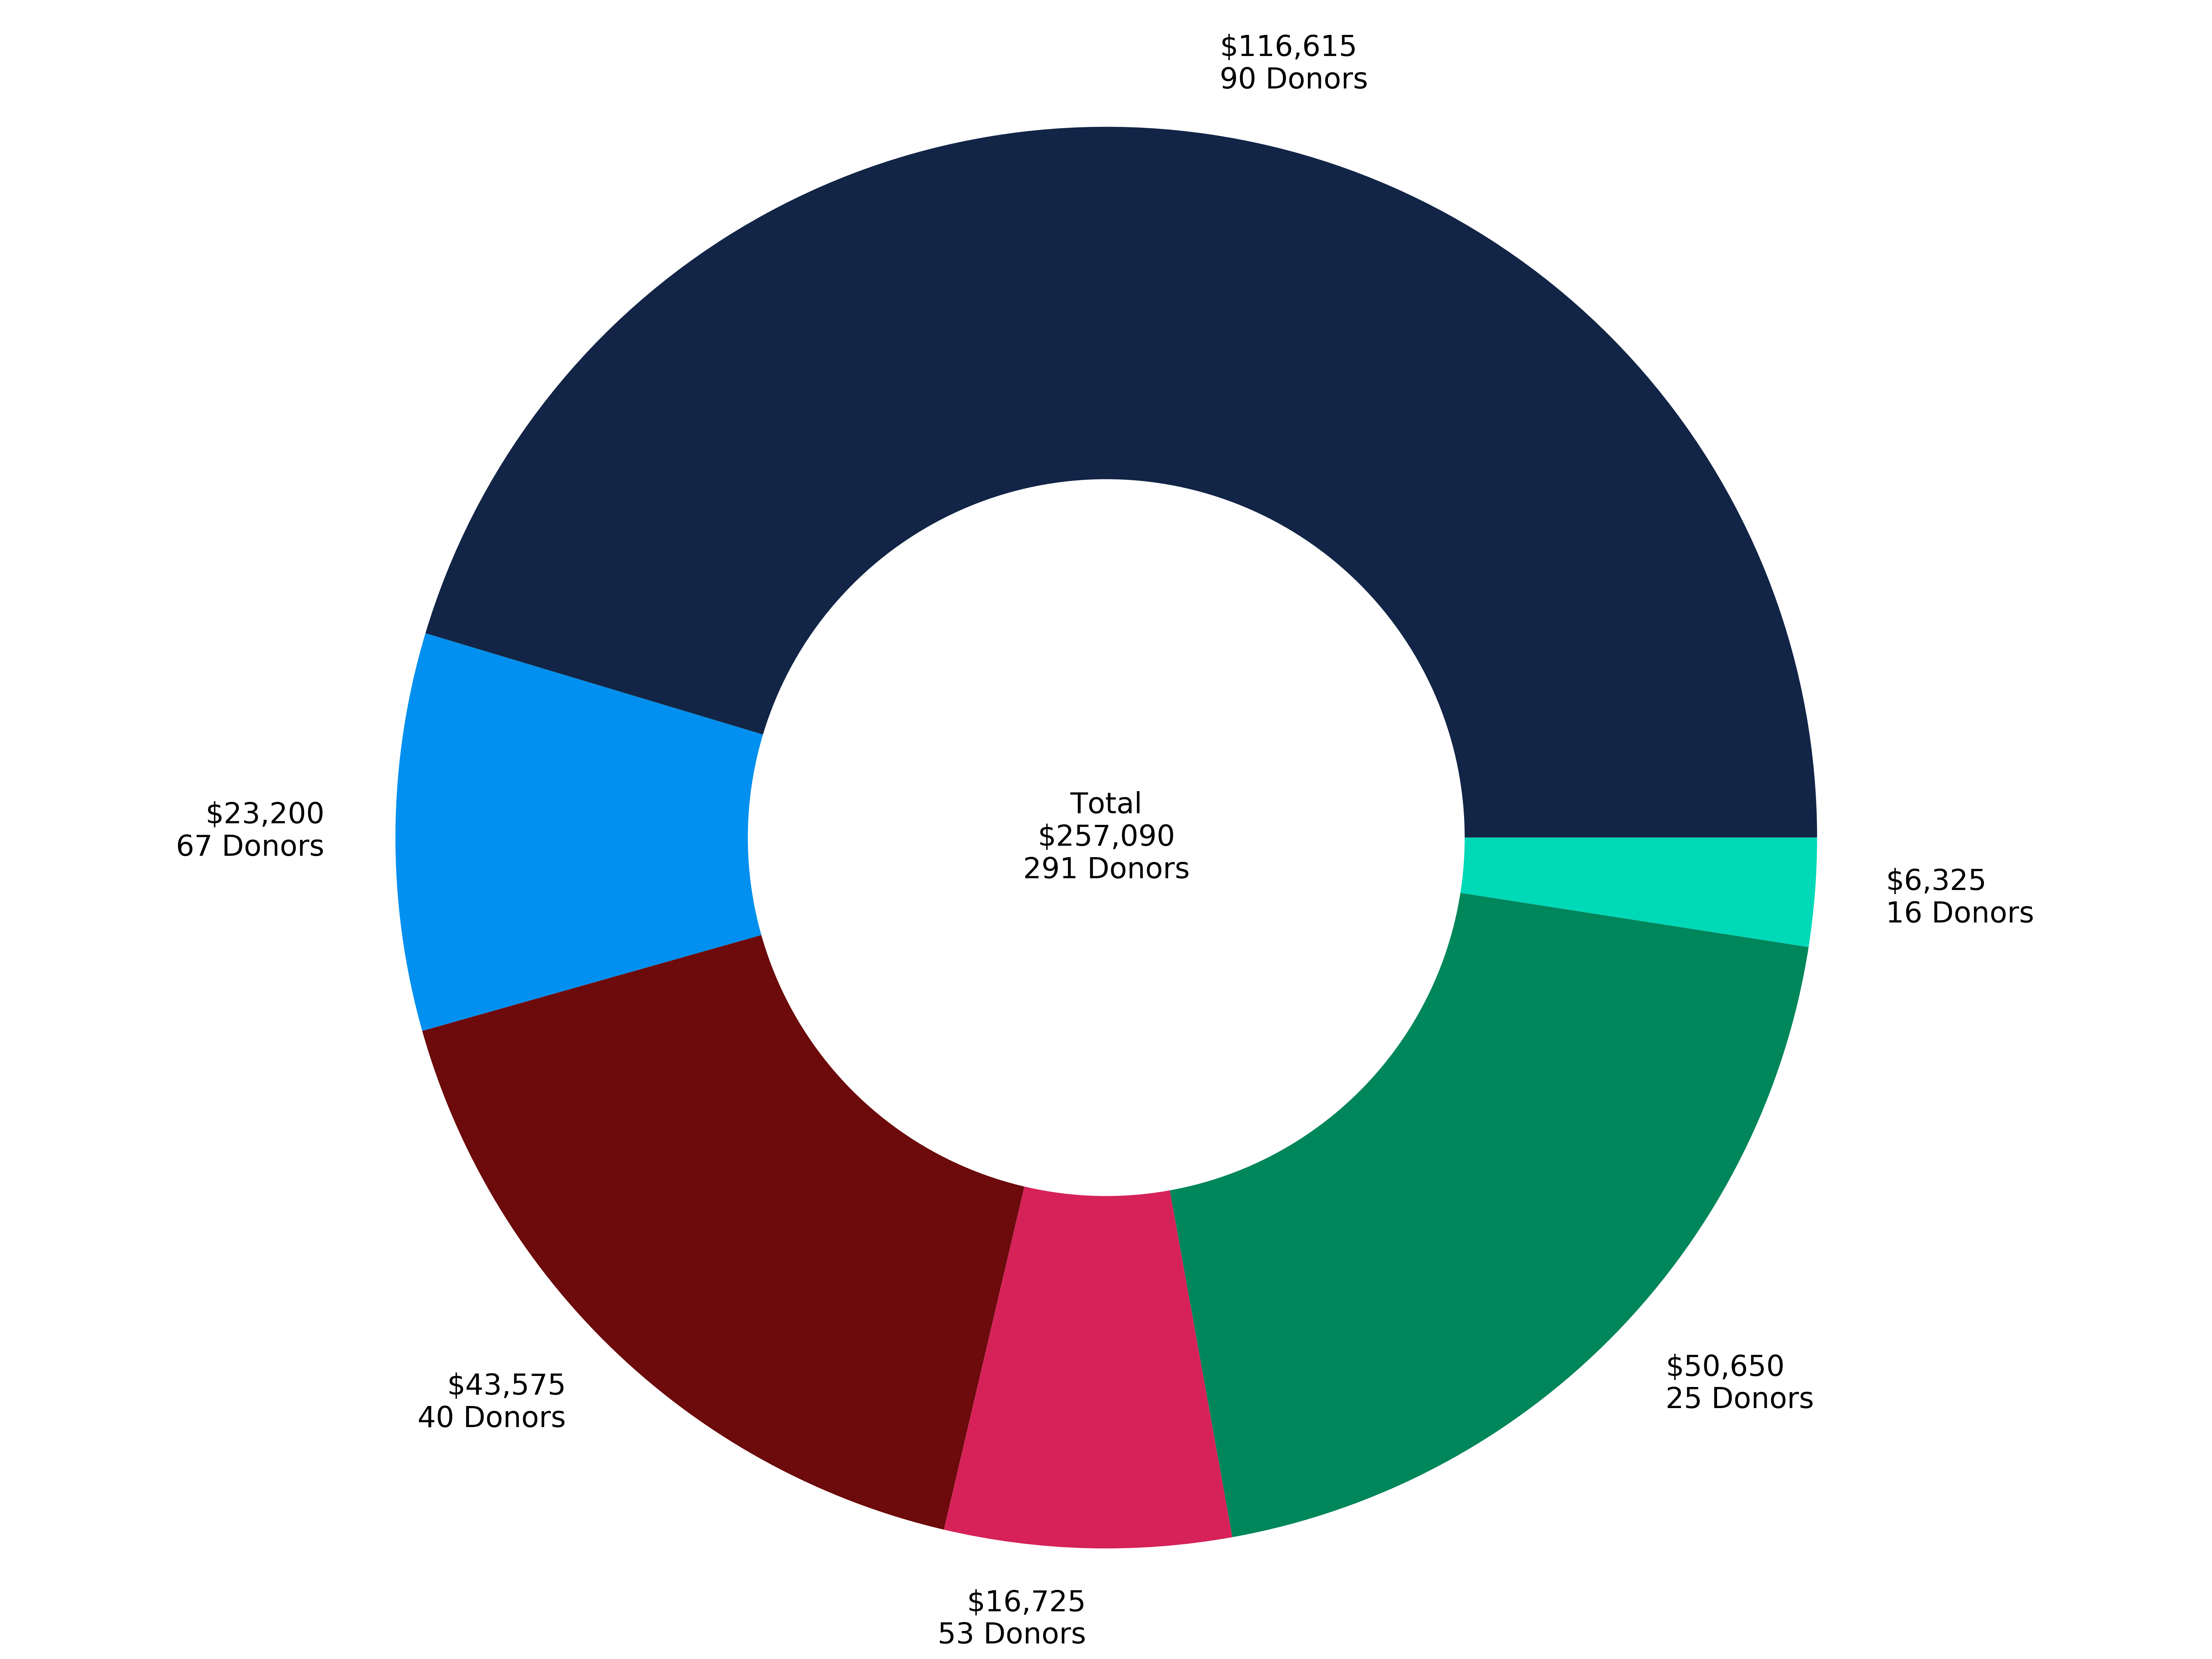 $116,615
90 Donors
$23,200
67 Donors
Total
$257,090
291 Donors
$6,325
16 Donors
$43,575
40 Donors
$50,650
25 Donors
$16,725
53 Donors